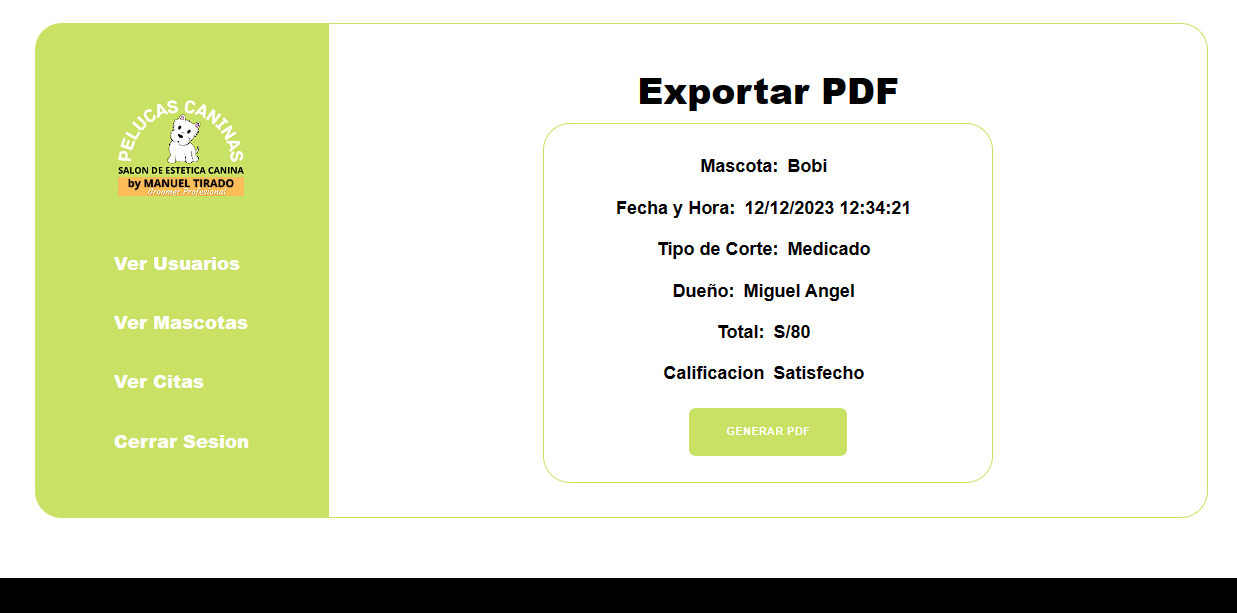 PELUCAS CANINAS
SALON DE ESTETICA CANINA
by MANUEL TIRADO
Groomer Profesional
Ver Usuarios
Ver Mascotas
Ver Citas
Cerrar Sesion
Exportar PDF
Mascota: Bobi
Fecha y Hora: 12/12/2023 12:34:21
Tipo de Corte: Medicado
Dueño: Miguel Angel
Total: S/80
Calificacion Satisfecho
GENERAR PDF